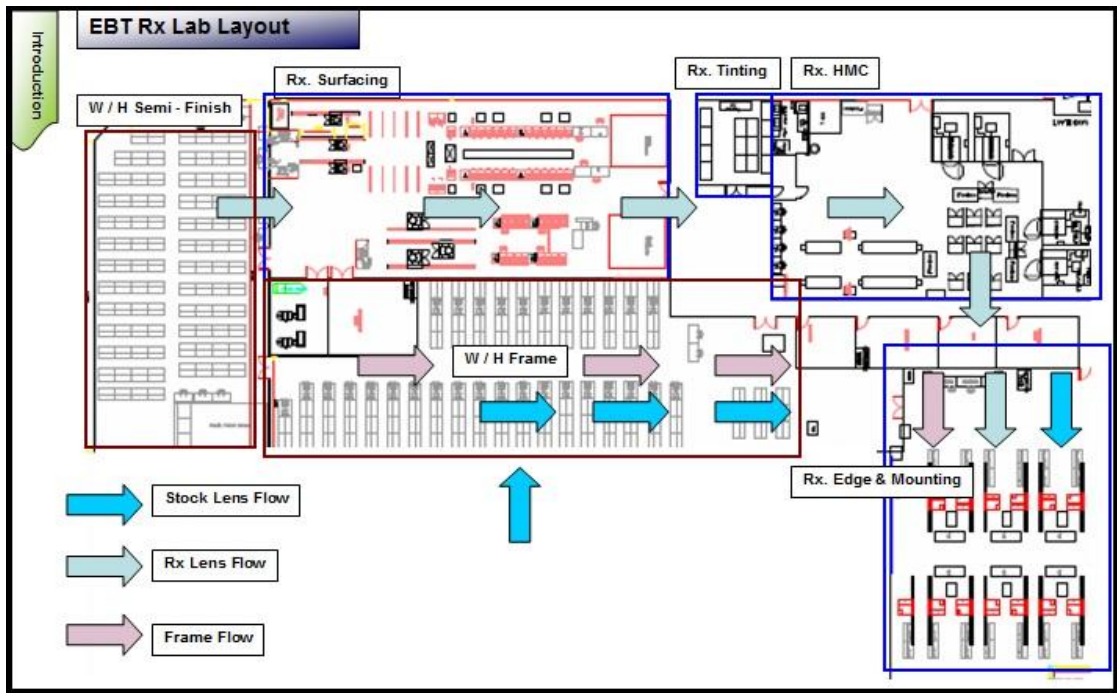 EBT Rx Lab Layout
Introduction
Rx. Surfacing
Rx. Tinting
Rx. HMC
W / H Semi - Finish
W / H Frame
Rx. Edge & Mounting
Stock Lens Flow
Rx Lens Flow
Frame Flow